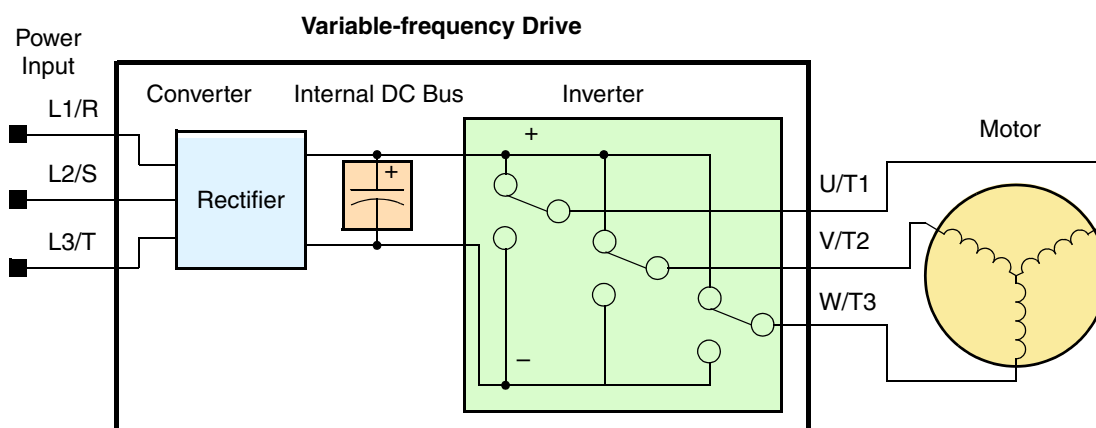 Variable-frequency Drive
Power
Input
Converter
Internal DC Bus
Inverter
L1/R
L2/S
L3/T
Rectifier
+
+
–
Motor
U/T1
V/T2
W/T3